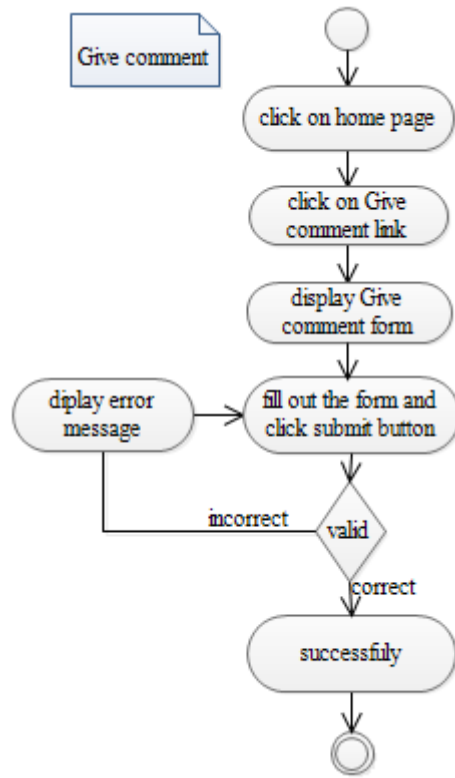 Give comment
click on home page
click on Give
comment link
display Give
comment form
diplay error
message
fill out the form and
click submit button
incorrect
valid
correct
successfuly